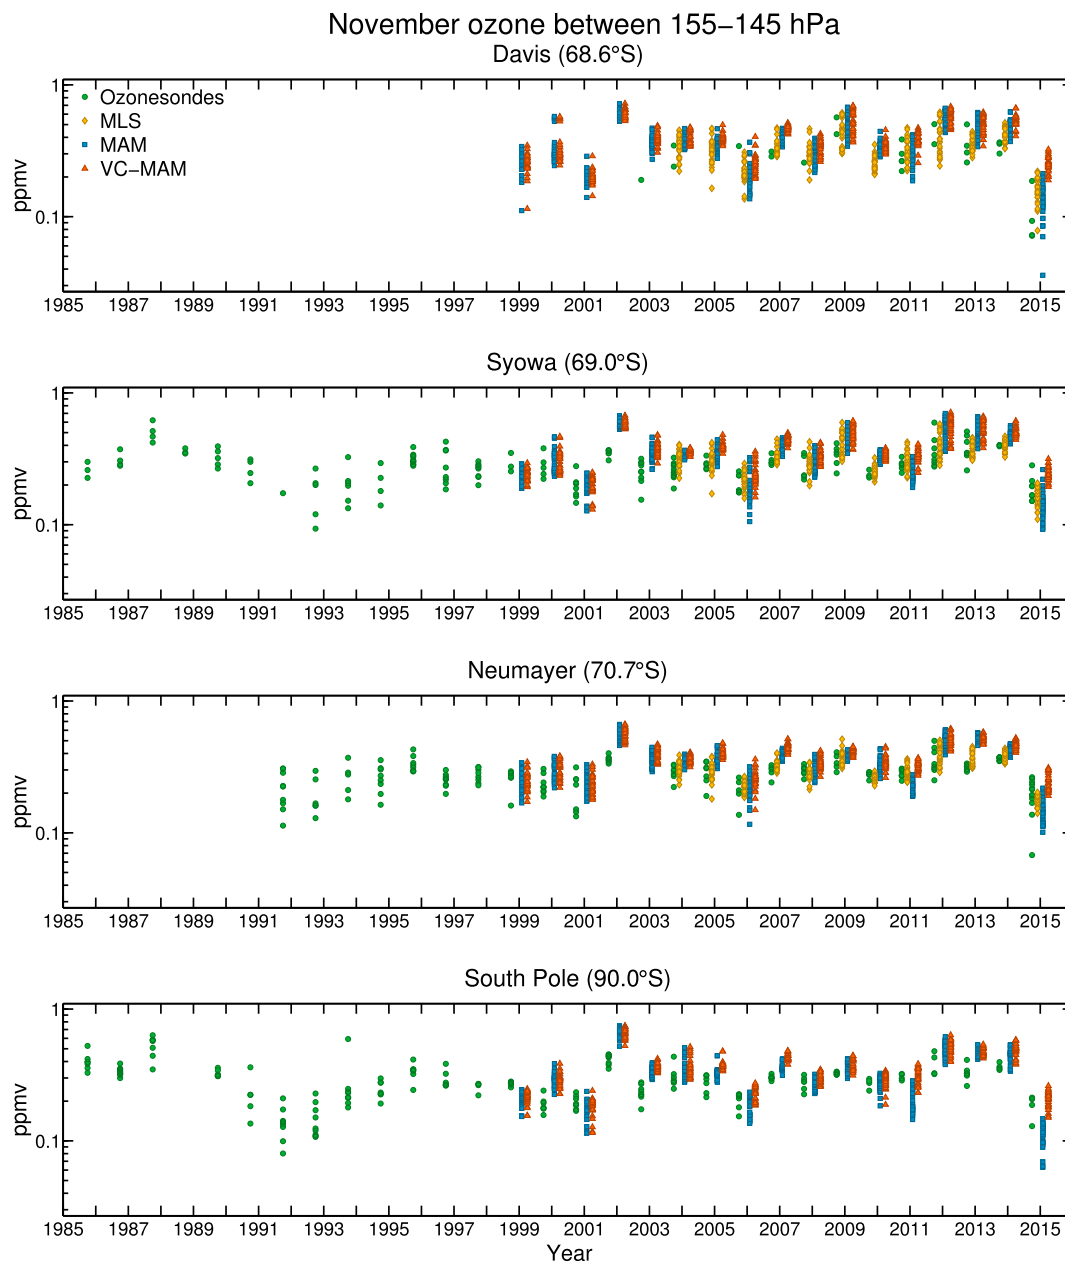 November ozone between 155−145 hPa
Davis (68.6°S)
1
Ozonesondes
MLS
MAM
VC−MAM
ppmv
0.1
1985 1987 1989 1991 1993 1995 1997 1999 2001 2003 2005 2007 2009 2011 2013 2015
Syowa (69.0°S)
1
ppmv
0.1
1985 1987 1989 1991 1993 1995 1997 1999 2001 2003 2005 2007 2009 2011 2013 2015
Neumayer (70.7°S)
1
ppmv
0.1
1985 1987 1989 1991 1993 1995 1997 1999 2001 2003 2005 2007 2009 2011 2013 2015
South Pole (90.0°S)
1
ppmv
0.1
1985 1987 1989 1991 1993 1995 1997 1999 2001 2003 2005 2007 2009 2011 2013 2015
Year